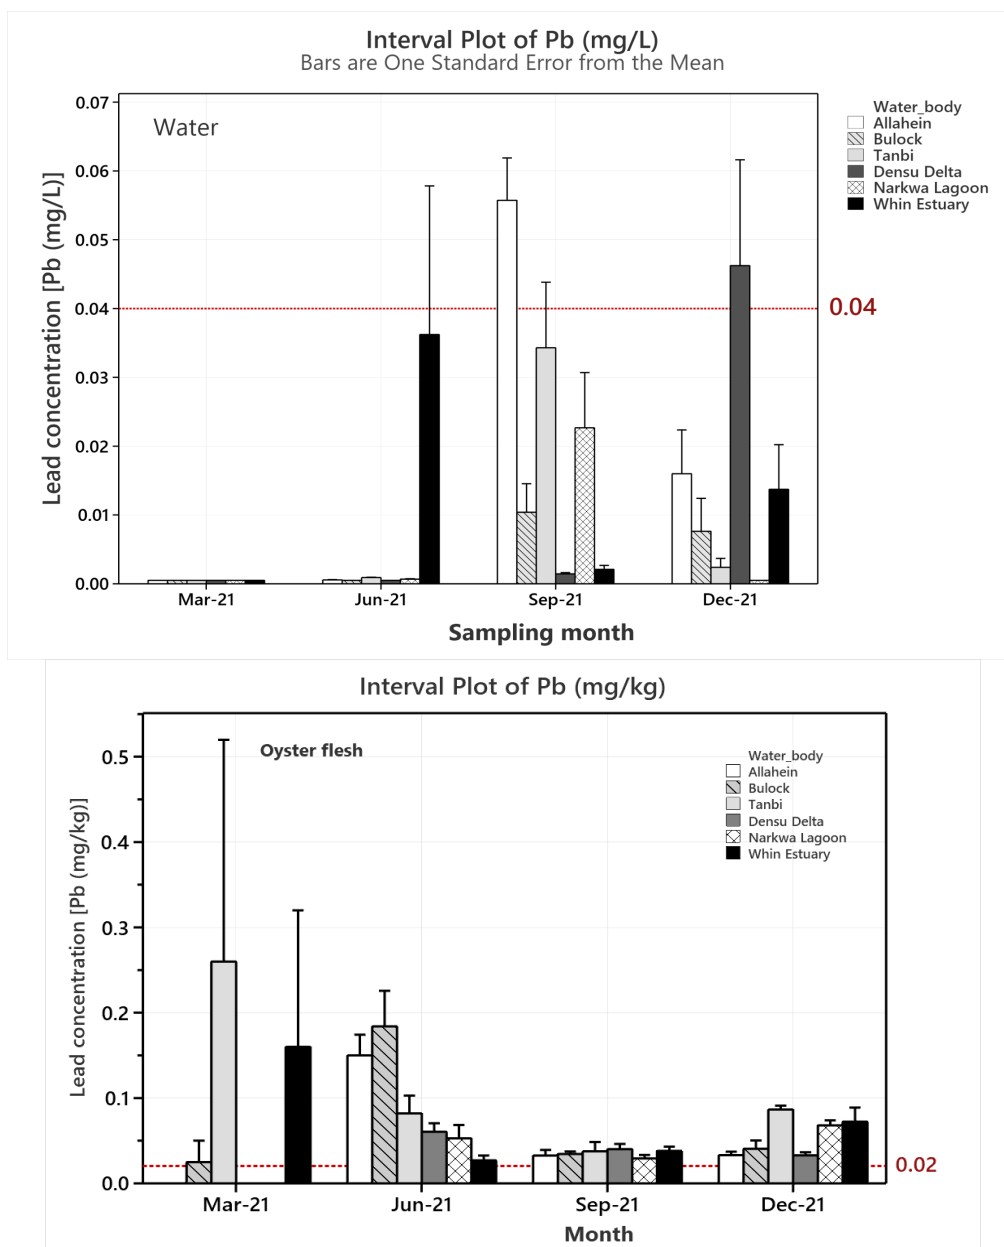 Interval Plot of Pb (mg/L)
Bars are One Standard Error from the Mean
Water
Lead concentration [Pb (mg/L)]
0.07
0.06
0.05
0.04
0.03
0.02
0.01
0.00
0.04
Mar-21 Jun-21 Sep-21 Dec-21
Sampling month
Water_body
Allahein
Bulock
Tanbi
Densu Delta
Narkwa Lagoon
Whin Estuary
Interval Plot of Pb (mg/kg)
Oyster flesh
Lead concentration [Pb (mg/kg)]
0.5
0.4
0.3
0.2
0.1
0.0
Water_body
Allahein
Bulock
Tanbi
Densu Delta
Narkwa Lagoon
Whin Estuary
0.02
Mar-21 Jun-21 Sep-21 Dec-21
Month